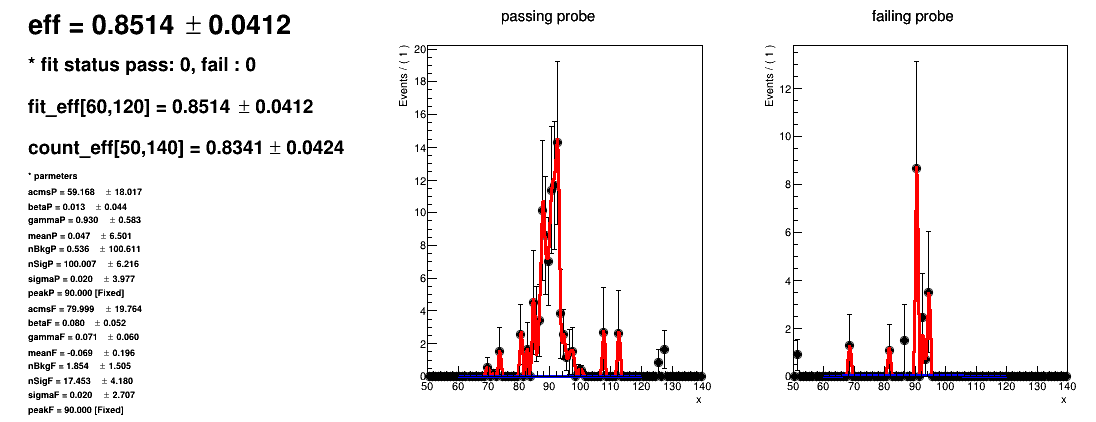 eff = 0.8514 ± 0.0412
* fit status pass: 0, fail : 0
fit_eff[60,120] = 0.8514 ± 0.0412
count_eff[50,140] = 0.8341 ± 0.0424
* parmeters
acmsP = 59.168 ± 18.017
betaP = 0.013 ± 0.044
gammaP = 0.930 ± 0.583
meanP = 0.047 ± 6.501
nBkgP = 0.536 ± 100.611
nSigP = 100.007 ± 6.216
sigmaP = 0.020 ± 3.977
peakP = 90.000 [Fixed]
acmsF = 79.999 ± 19.764
betaF = 0.080 ± 0.052
gammaF = 0.071 ± 0.060
meanF = -0.069 ± 0.196
nBkgF = 1.854 ± 1.505
nSigF = 17.453 ± 4.180
sigmaF = 0.020 ± 2.707
peakF = 90.000 [Fixed]
passing probe
Events / ( 1 )
20
18
16
14
12
10
8
6
4
2
0
50 60 70 80 90 100 110 120 130 140
x
failing probe
Events / ( 1 )
12
10
8
6
4
2
0
50 60 70 80 90 100 110 120 130 140
x